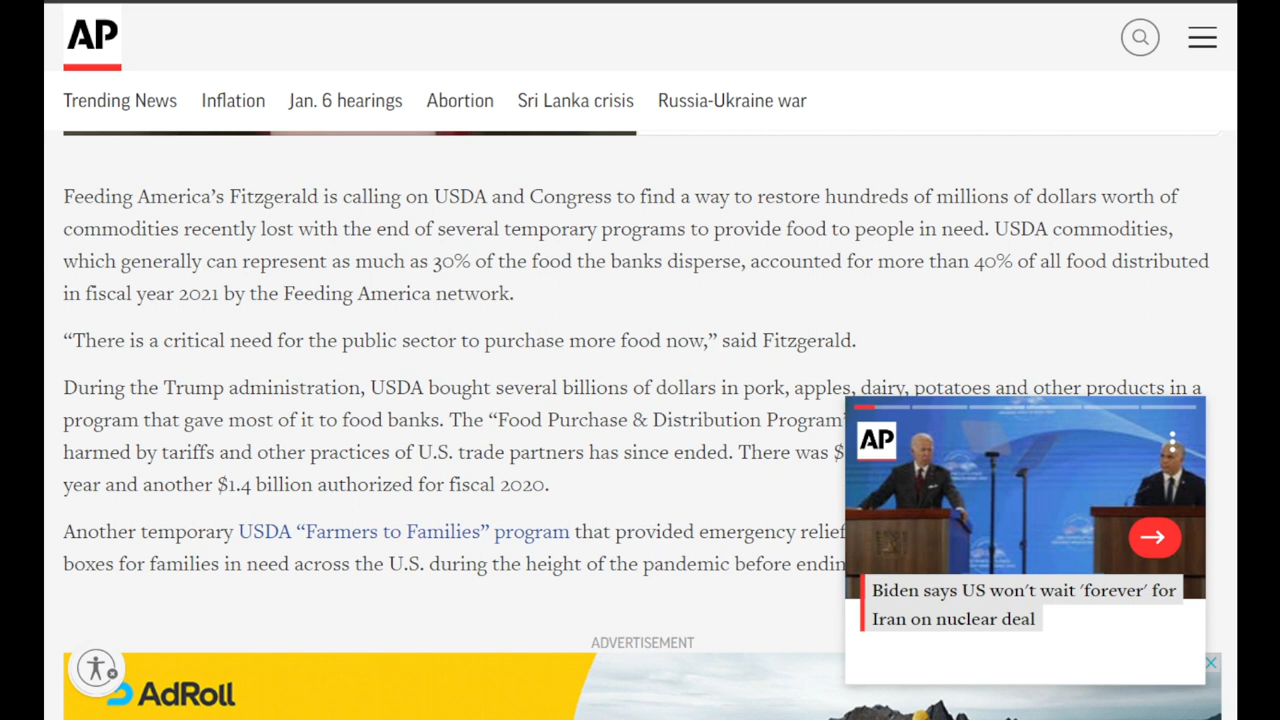 AP
Trending News Inflation Jan. 6 hearings Abortion Sri Lanka crisis Russia-Ukraine war
Feeding America’s Fitzgerald is calling on USDA and Congress to find a way to restore hundreds of millions of dollars worth of
commodities recently lost with the end of several temporary programs to provide food to people in need. USDA commodities,
which generally can represent as much as 30% of the food the banks disperse, accounted for more than 40% of all food distributed
in fiscal year 2021 by the Feeding America network.
“There is a critical need for the public sector to purchase more food now,” said Fitzgerald.
During the Trump administration, USDA bought several billions of dollars in pork, apples, dairy, potatoes and other products in a
program that gave most of it to food banks. The “Food Purchase & Distribution Program
harmed by tariffs and other practices of U.S. trade partners has since ended. There was $
year and another $1.4 billion authorized for fiscal 2020.
Another temporary USDA “Farmers to Families” program that provided emergency relief
boxes for families in need across the U.S. during the height of the pandemic before endin
AP
Biden says US won't wait 'forever' for
Iran on nuclear deal
ADVERTISEMENT
AdRoll